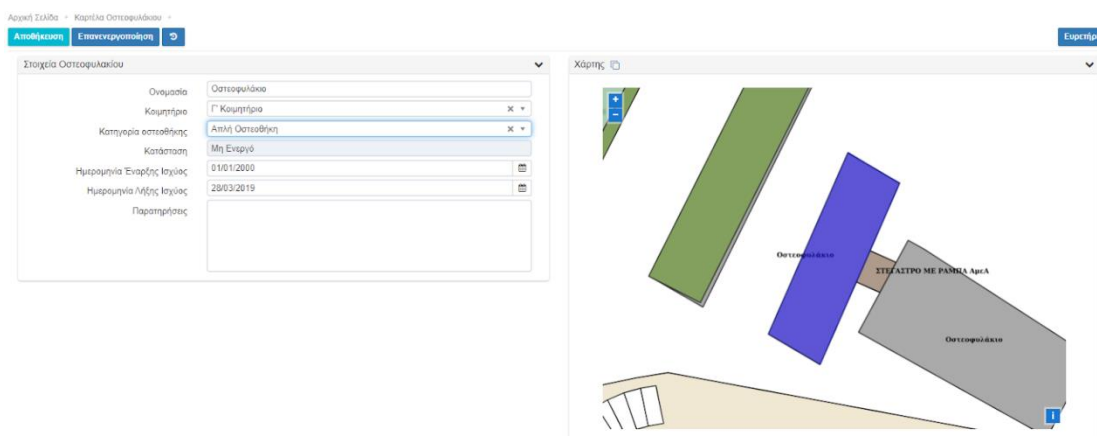 Αρχική Σελίδα > Καρτέλα Οστεοφυλάκιου >
Αποθήκευση Επανενεργοποίηση
Ευρετήρ
Στοιχεία Οστεοφυλακίου
Χάρτης
Ονομασία Οστεοφυλάκιο
Κοιμητήριο Γ' Κοιμητήριο
Κατηγορία οστεοθήκης Απλή Οστεοθήκη
Κατάσταση Μη Ενεργό
Ημερομηνία Έναρξης Ισχύος 01/01/2000
Ημερομηνία Λήξης Ισχύος 28/03/2019
Παρατηρήσεις
+
−
Οστεοφυλάκιο
ΣΤΕΓΑΣΤΡΟ ΜΕ ΡΑΜΠΑ ΑμεΑ
Οστεοφυλάκιο
i